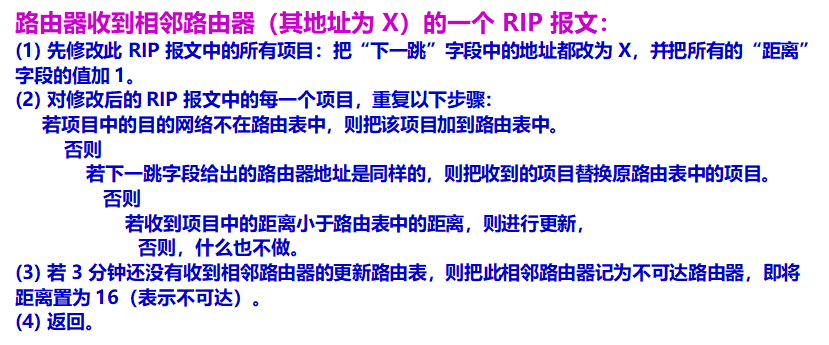 路由器收到相邻路由器（其地址为 X）的一个 RIP 报文：
(1) 先修改此 RIP 报文中的所有项目：把“下一跳”字段中的地址都改为 X，并把所有的“距离”
字段的值加 1。
(2) 对修改后的 RIP 报文中的每一个项目，重复以下步骤：
若项目中的目的网络不在路由表中，则把该项目加到路由表中。
否则
若下一跳字段给出的路由器地址是同样的，则把收到的项目替换原路由表中的项目。
否则
若收到项目中的距离小于路由表中的距离，则进行更新，
否则，什么也不做。
(3) 若 3 分钟还没有收到相邻路由器的更新路由表，则把此相邻路由器记为不可达路由器，即将
距离置为 16（表示不可达）。
(4) 返回。